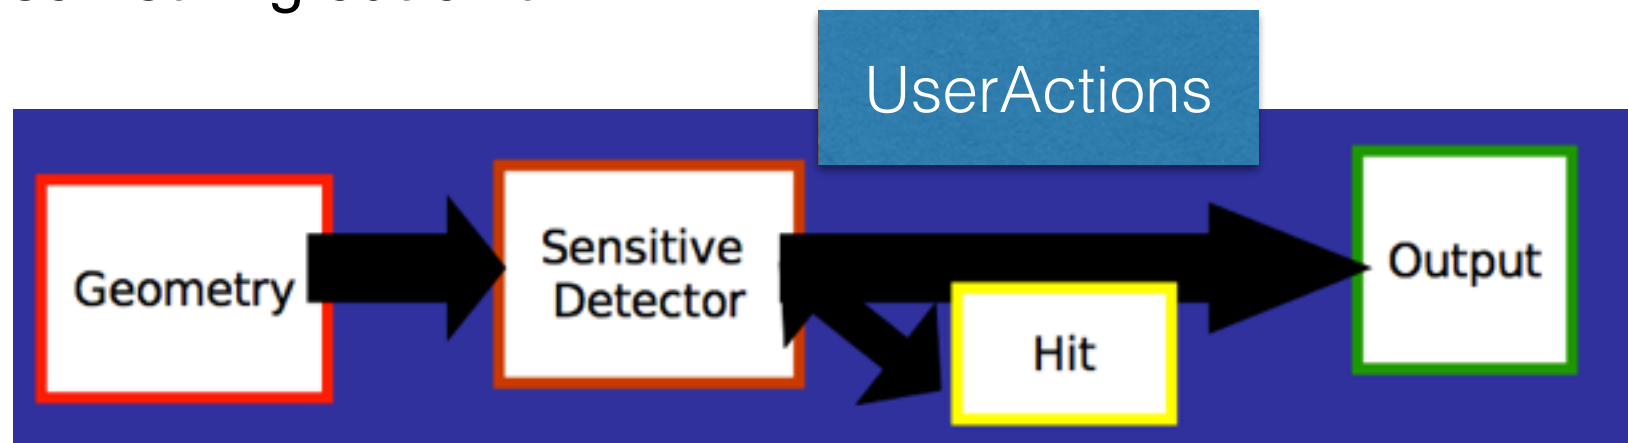 UserActions
Geometry
Sensitive
Detector
Hit
Output